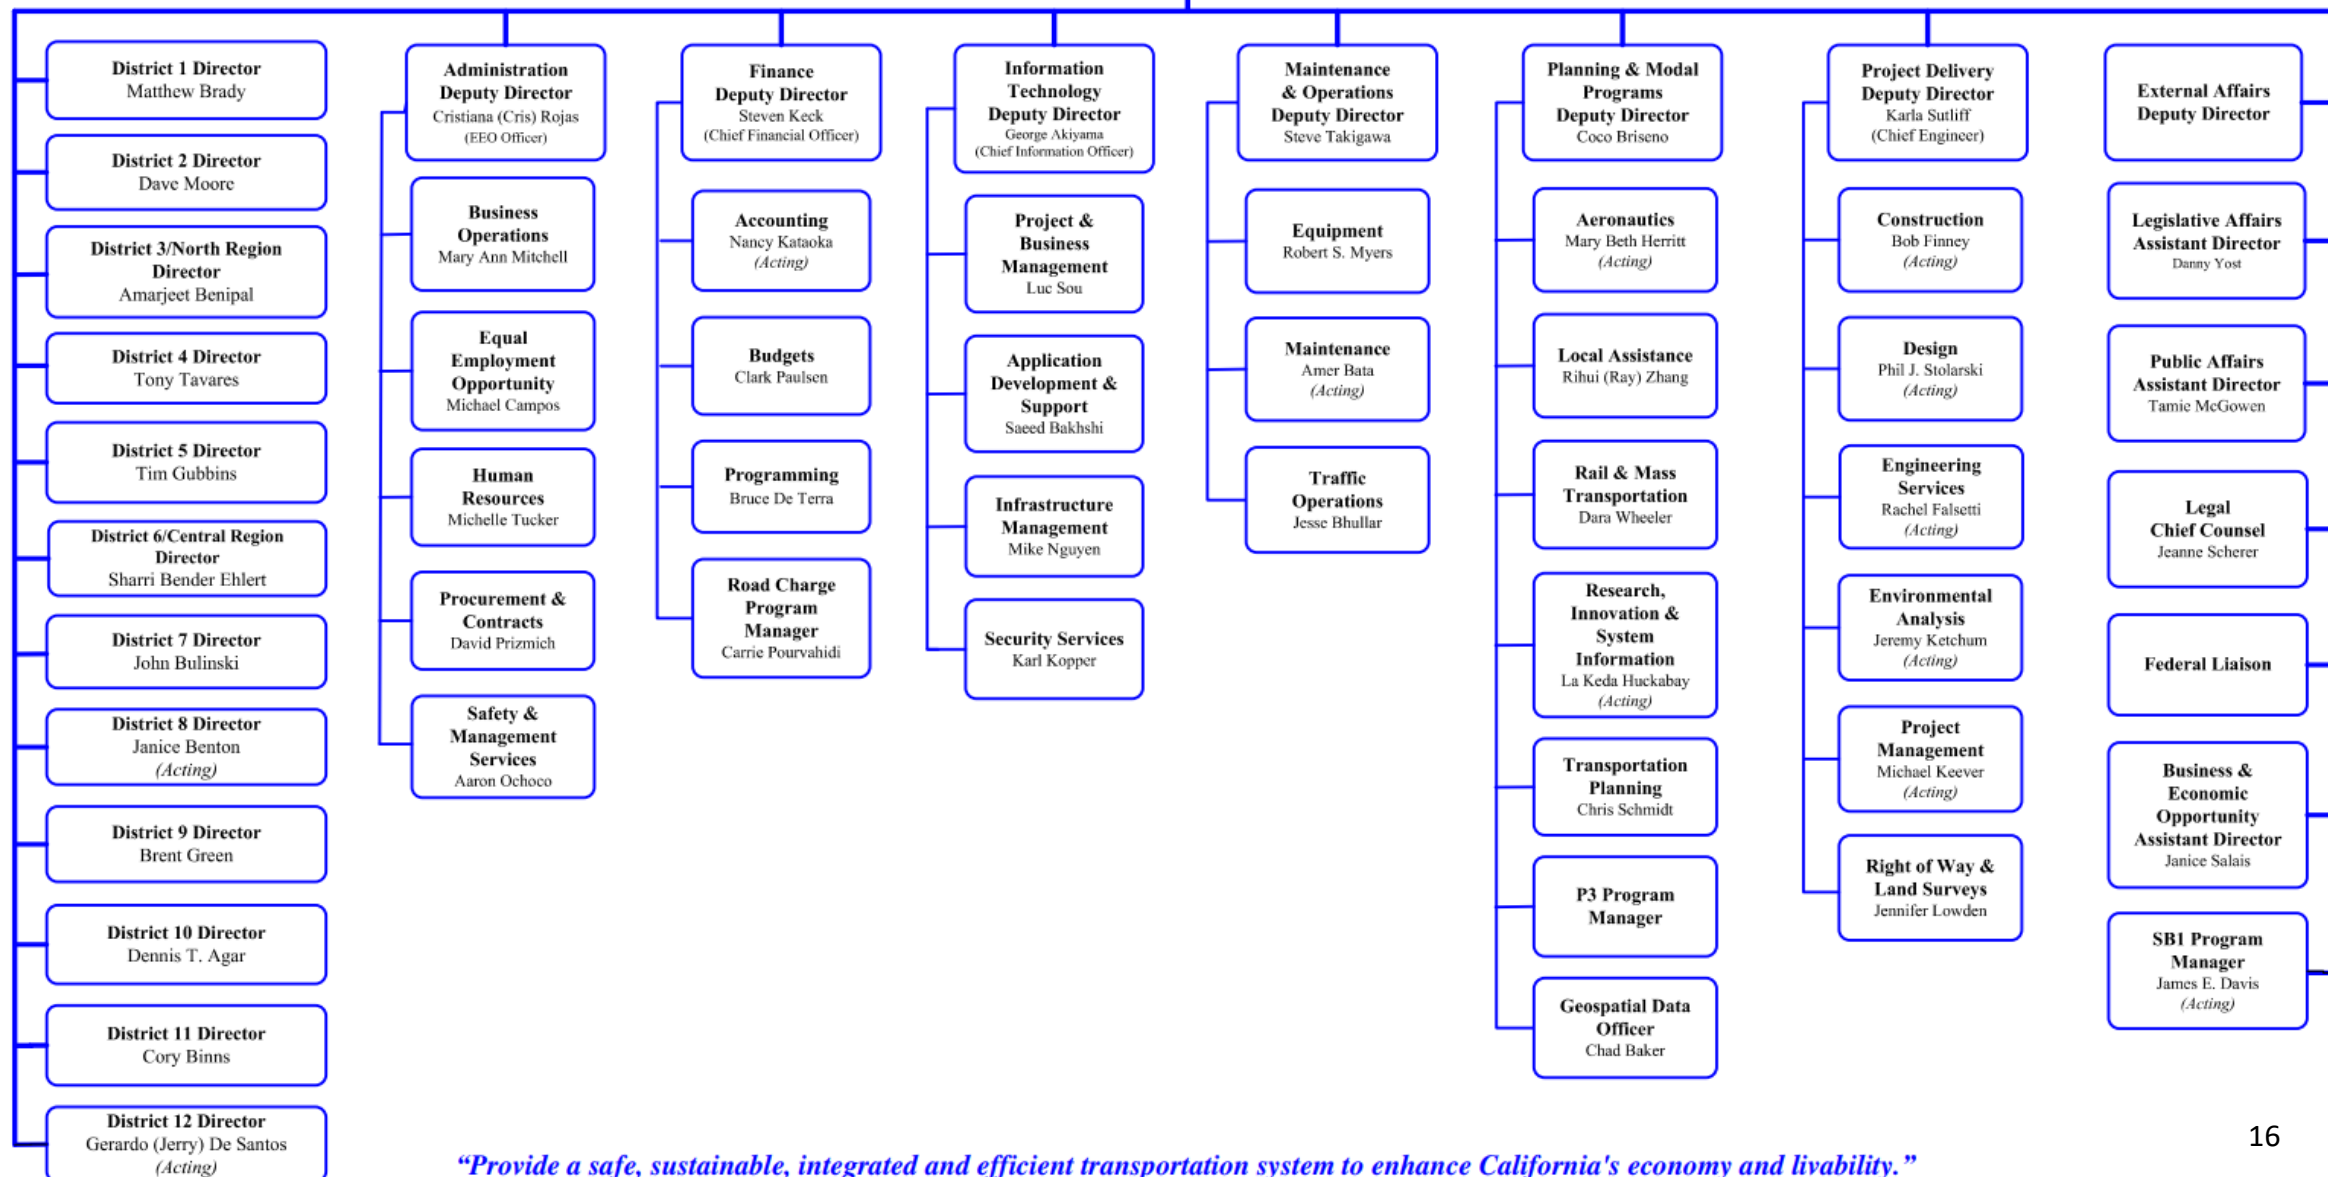 District 1 Director
Matthew Brady
District 2 Director
Dave Moore
District 3/North Region
Director
Amarjeet Benipal
District 4 Director
Tony Tavares
District 5 Director
Tim Gubbins
District 6/Central Region
Director
Sharri Bender Ehlert
District 7 Director
John Bulinski
District 8 Director
Janice Benton
(Acting)
District 9 Director
Brent Green
District 10 Director
Dennis T. Agar
District 11 Director
Cory Binns
District 12 Director
Gerardo (Jerry) De Santos
(Acting)
Administration
Deputy Director
Cristiana (Cris) Rojas
(EEO Officer)
Business
Operations
Mary Ann Mitchell
Equal
Employment
Opportunity
Michael Campos
Human
Resources
Michelle Tucker
Procurement &
Contracts
David Prizmich
Safety &
Management
Services
Aaron Ochoco
Finance
Deputy Director
Steven Keck
(Chief Financial Officer)
Accounting
Nancy Kataoka
(Acting)
Budgets
Clark Paulsen
Programming
Bruce De Terra
Road Charge
Program
Manager
Carrie Pourvahidi
Information
Technology
Deputy Director
George Akiyama
(Chief Information Officer)
Project &
Business
Management
Luc Sou
Application
Development &
Support
Saeed Bakhshi
Infrastructure
Management
Mike Nguyen
Security Services
Karl Kopper
Maintenance
& Operations
Deputy Director
Steve Takigawa
Equipment
Robert S. Myers
Maintenance
Amer Bata
(Acting)
Traffic
Operations
Jesse Bhullar
Planning & Modal
Programs
Deputy Director
Coco Briseno
Aeronautics
Mary Beth Herritt
(Acting)
Local Assistance
Rihui (Ray) Zhang
Rail & Mass
Transportation
Dara Wheeler
Research,
Innovation &
System
Information
La Keda Huckabay
(Acting)
Transportation
Planning
Chris Schmidt
P3 Program
Manager
Geospatial Data
Officer
Chad Baker
Project Delivery
Deputy Director
Karla Sutliff
(Chief Engineer)
Construction
Bob Finney
(Acting)
Design
Phil J. Stolarski
(Acting)
Engineering
Services
Rachel Falsetti
(Acting)
Environmental
Analysis
Jeremy Ketchum
(Acting)
Project
Management
Michael Keever
(Acting)
Right of Way &
Land Surveys
Jennifer Lowden
External Affairs
Deputy Director
Legislative Affairs
Assistant Director
Danny Yost
Public Affairs
Assistant Director
Tamie McGowen
Legal
Chief Counsel
Jeanne Scherer
Federal Liaison
Business &
Economic
Opportunity
Assistant Director
Janice Salais
SB1 Program
Manager
James E. Davis
(Acting)
16
“Provide a safe, sustainable, integrated and efficient transportation system to enhance California's economy and livability.”